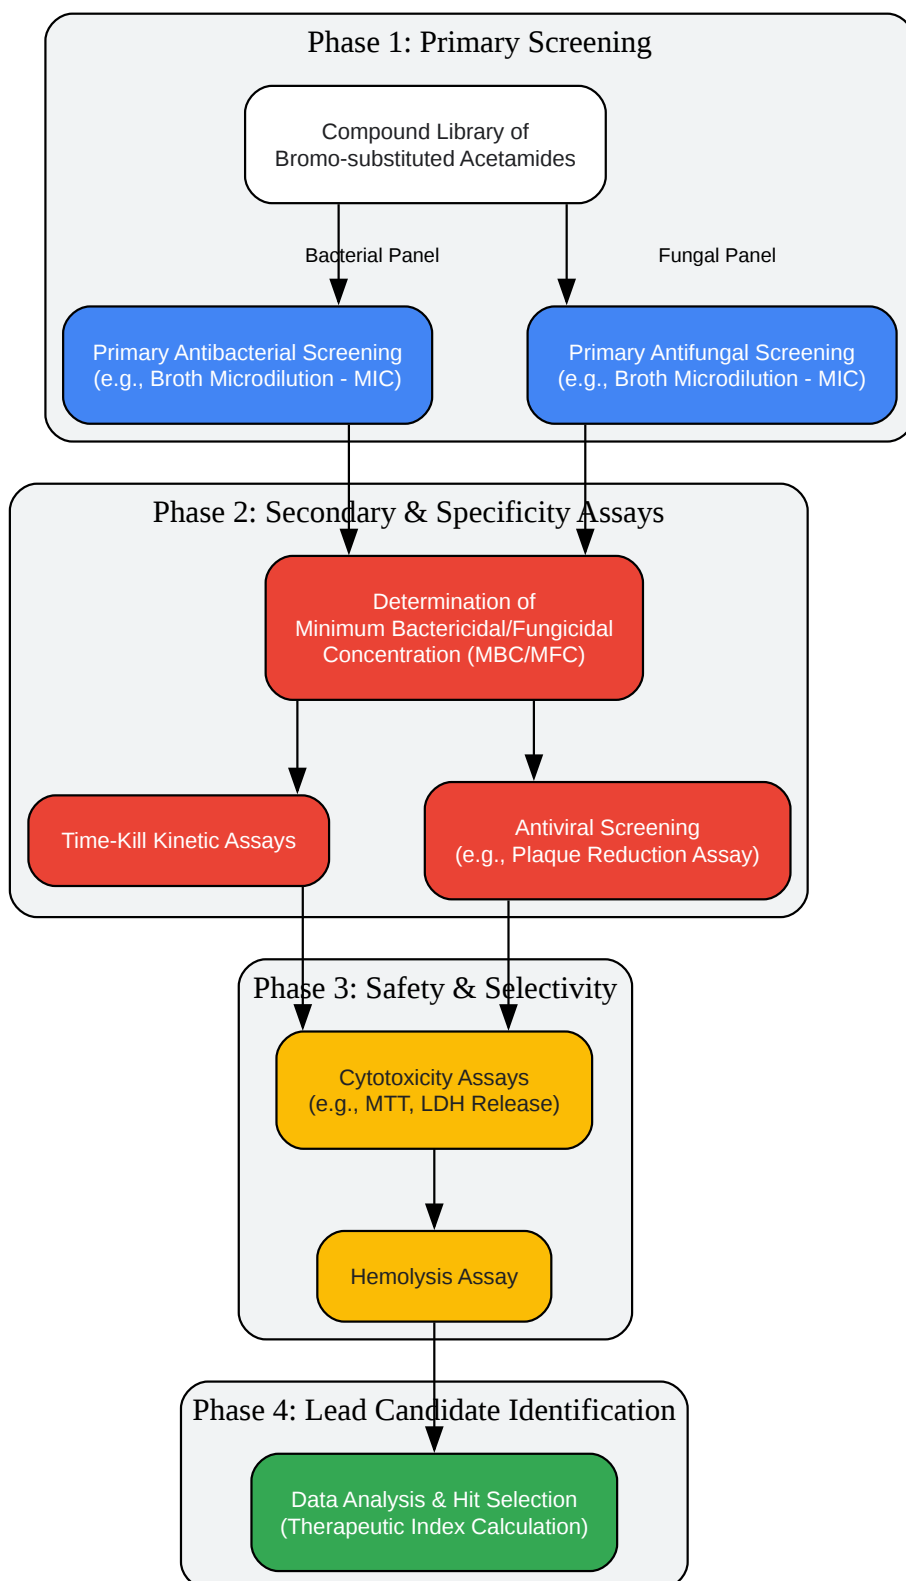 Phase 1: Primary Screening
Compound Library of
Bromo-substituted Acetamides
Bacterial Panel
Fungal Panel
Primary Antibacterial Screening
(e.g., Broth Microdilution - MIC)
Primary Antifungal Screening
(e.g., Broth Microdilution - MIC)
Phase 2: Secondary & Specificity Assays
Determination of
Minimum Bactericidal/Fungicidal
Concentration (MBC/MFC)
Time-Kill Kinetic Assays
Antiviral Screening
(e.g., Plaque Reduction Assay)
Phase 3: Safety & Selectivity
Cytotoxicity Assays
(e.g., MTT, LDH Release)
Hemolysis Assay
Phase 4: Lead Candidate Identification
Data Analysis & Hit Selection
(Therapeutic Index Calculation)